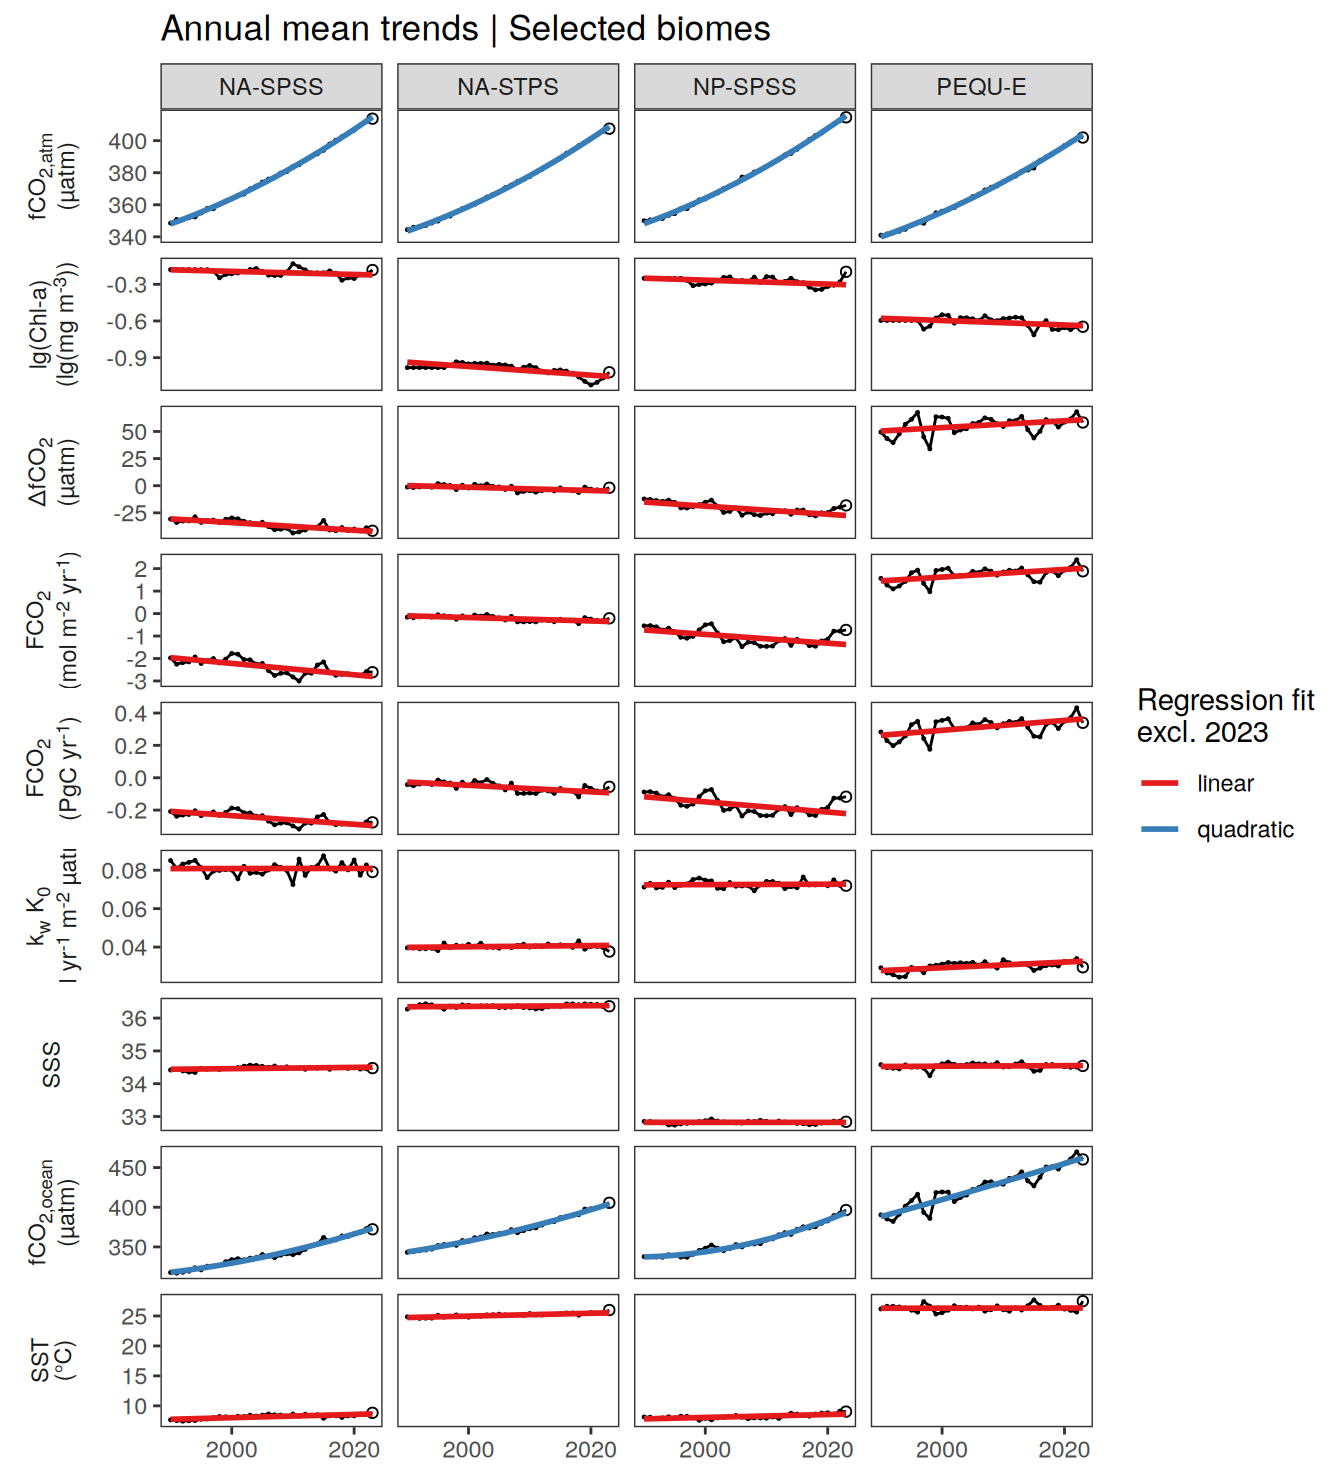 Annual mean trends | Selected biomes
NA-SPSS NA-STPS NP-SPSS PEQU-E
fCO2,atm
(µatm)
400
380
360
340
lg(Chl-a)
(lg(mg m-3))
-0.3
-0.6
-0.9
ΔfCO2
(µatm)
50
25
0
-25
FCO2
(mol m-2 yr-1)
2
1
0
-1
-2
-3
FCO2
(PgC yr-1)
0.4
0.2
0.0
-0.2
kw K0
l yr-1 m-2 µat
0.08
0.06
0.04
SSS
36
35
34
33
fCO2,ocean
(µatm)
450
400
350
SST
(°C)
25
20
15
10
2000 2020 2000 2020 2000 2020 2000 2020
Regression fit
excl. 2023
linear
quadratic